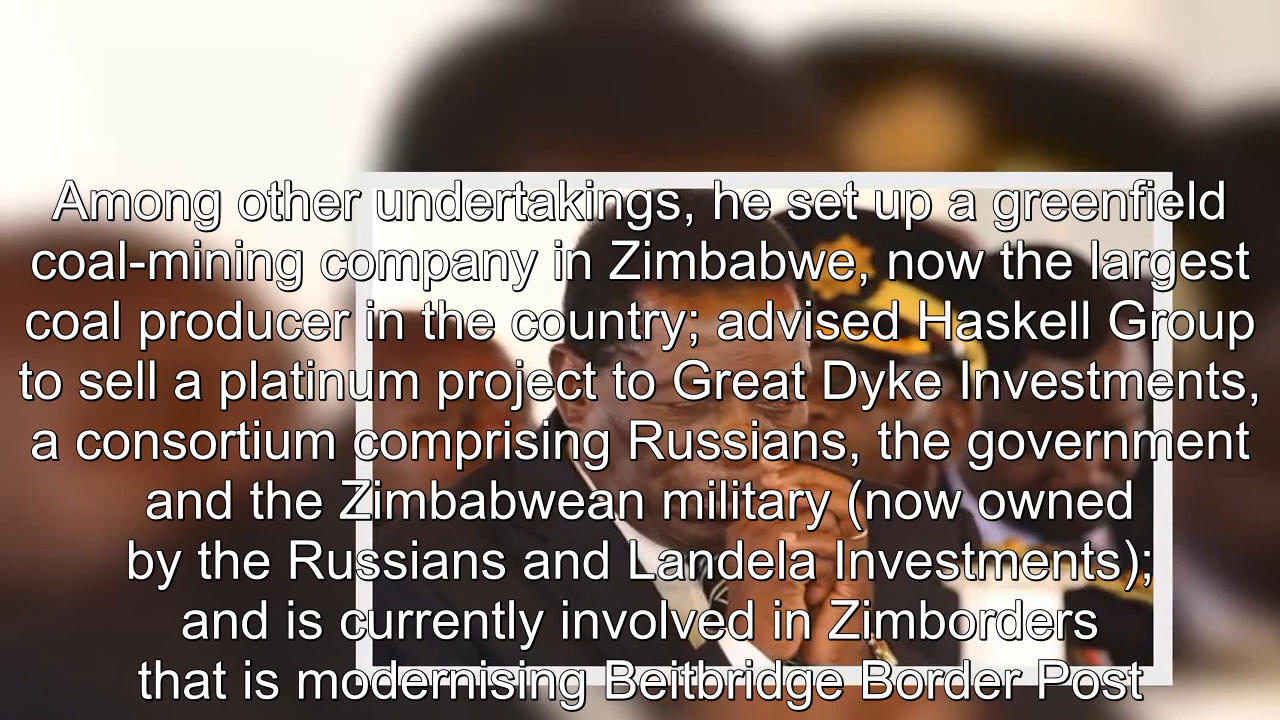 Among other undertakings, he set up a greenfield
coal-mining company in Zimbabwe, now the largest
coal producer in the country; advised Haskell Group
to sell a platinum project to Great Dyke Investments,
a consortium comprising Russians, the government
and the Zimbabwean military (now owned
by the Russians and Landela Investments);
and is currently involved in Zimborders
that is modernising Beitbridge Border Post